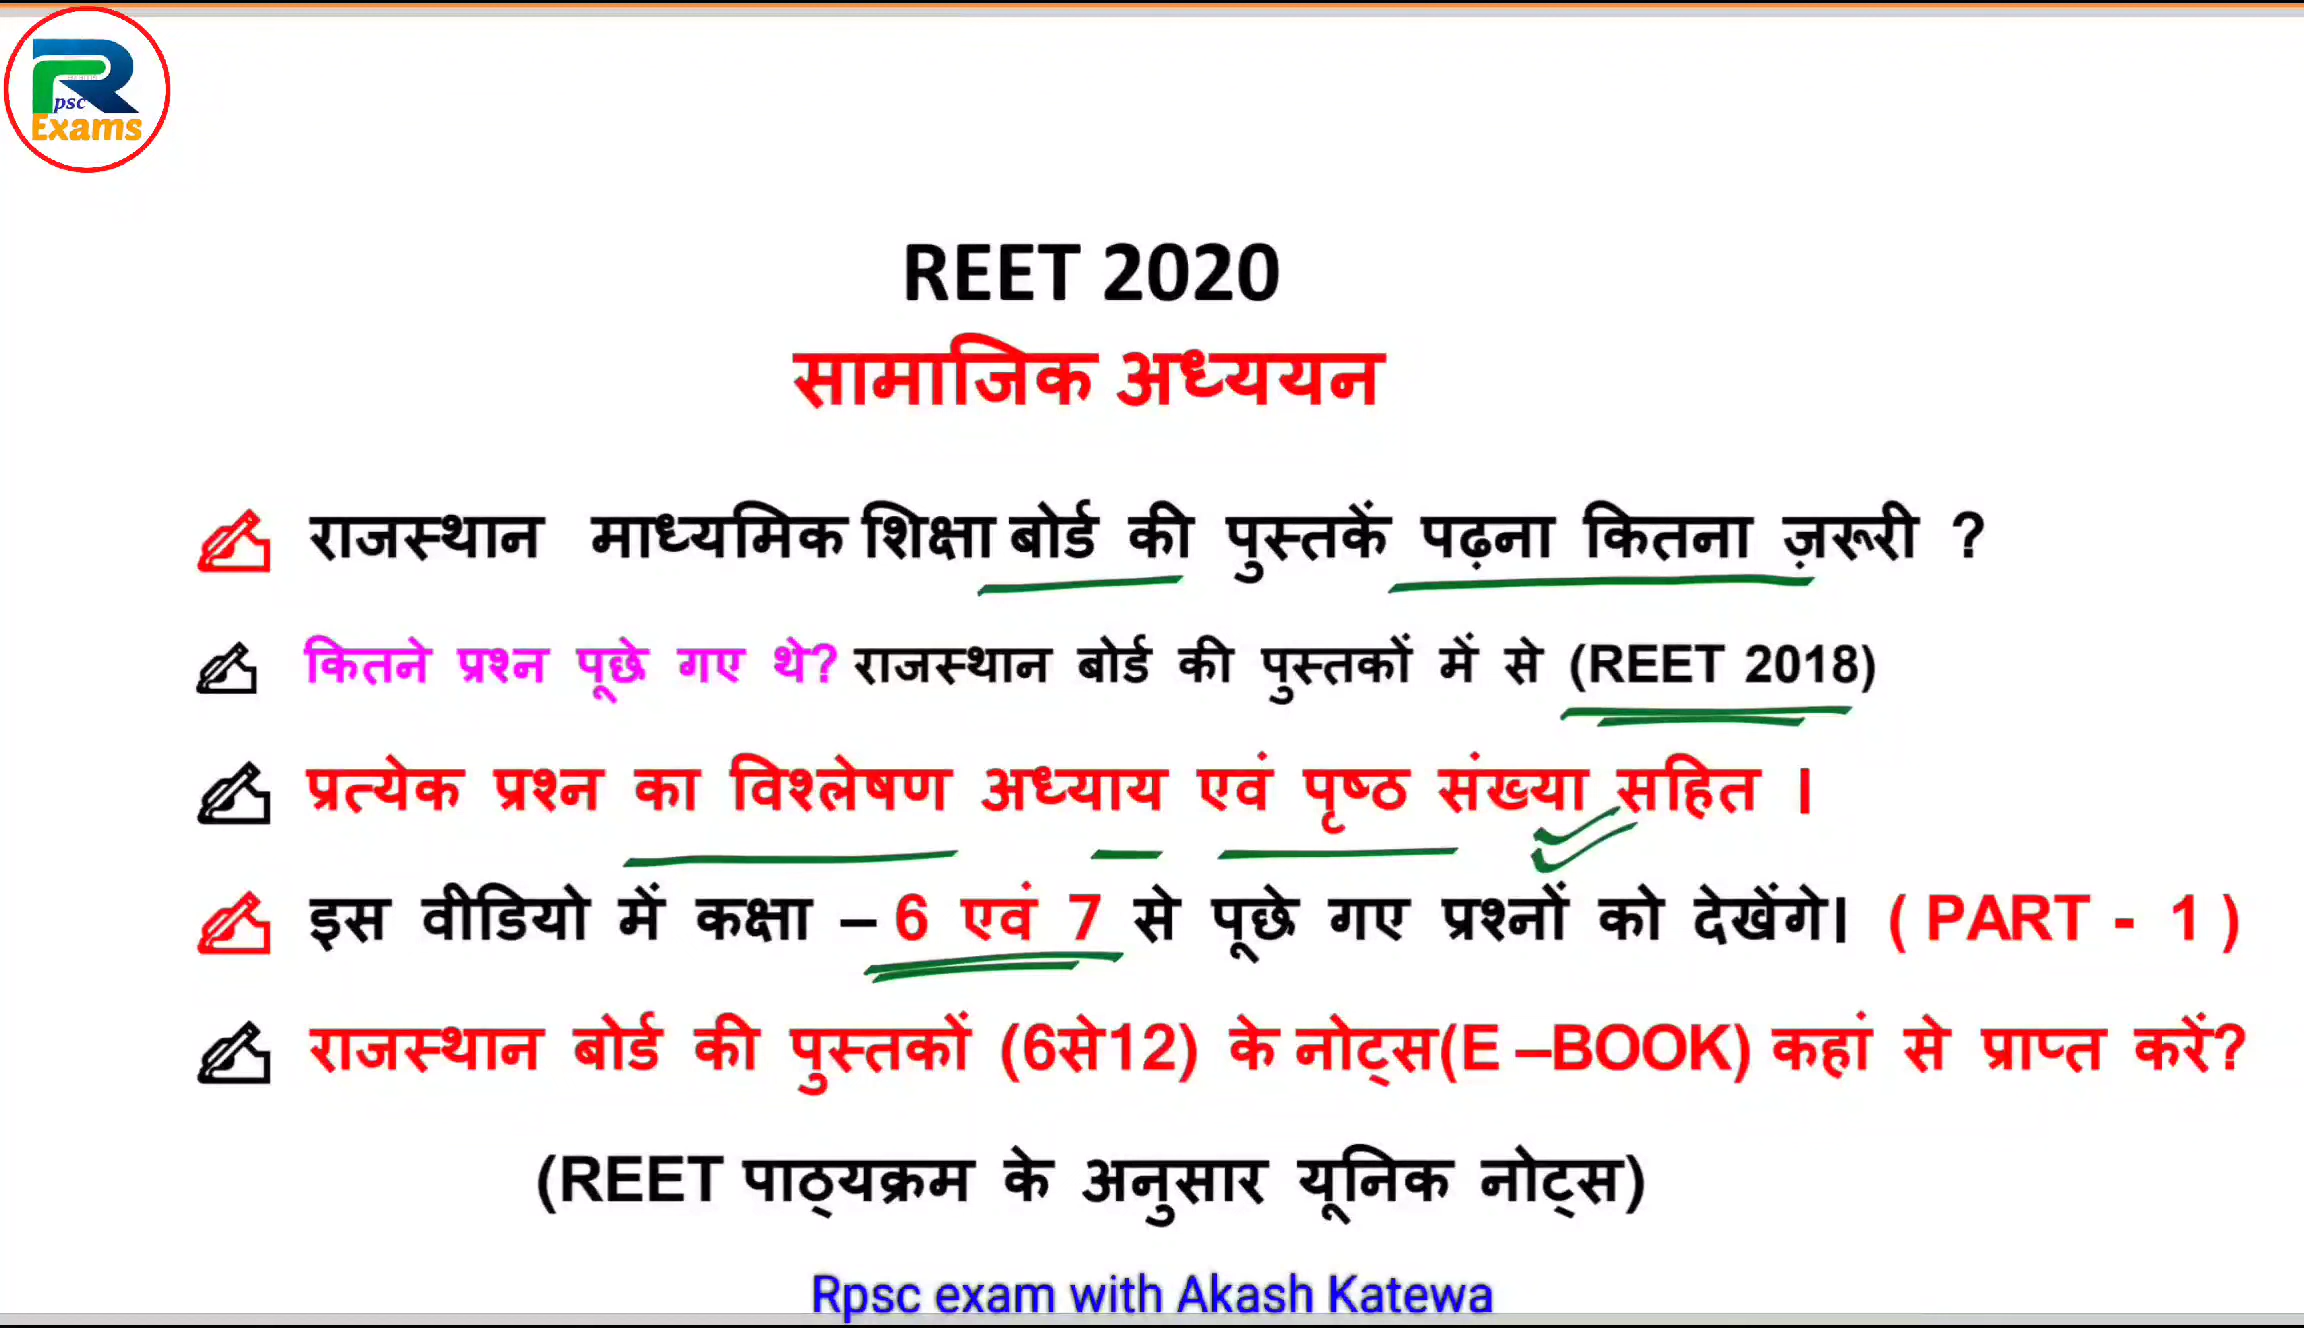 Rpsc
Exams
REET 2020
सामाजिक अध्ययन
राजस्थान माध्यमिक शिक्षा बोर्ड की पुस्तकें पढ़ना कितना ज़रूरी ?
कितने प्रश्न पूछे गए थे? राजस्थान बोर्ड की पुस्तकों में से (REET 2018)
प्रत्येक प्रश्न का विश्लेषण अध्याय एवं पृष्ठ संख्या सहित ।
इस वीडियो में कक्षा – 6 एवं 7 से पूछे गए प्रश्नों को देखेंगे। ( PART - 1 )
राजस्थान बोर्ड की पुस्तकों (6से12) के नोट्स(E –BOOK) कहां से प्राप्त करें?
(REET पाठ्यक्रम के अनुसार यूनिक नोट्स)
Rpsc exam with Akash Katewa